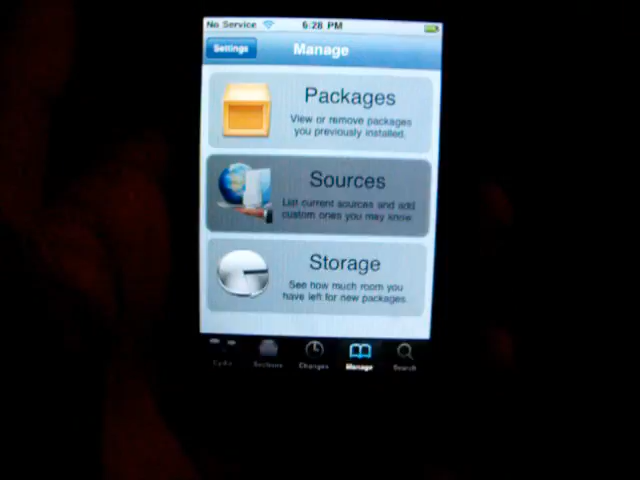 No Service 6:28 PM
Settings Manage
Packages
View or remove packages
you previously installed.
Sources
List current sources and add
custom ones you may know.
Storage
See how much room you
have left for new packages.
Cydia Sections Changes Manage Search